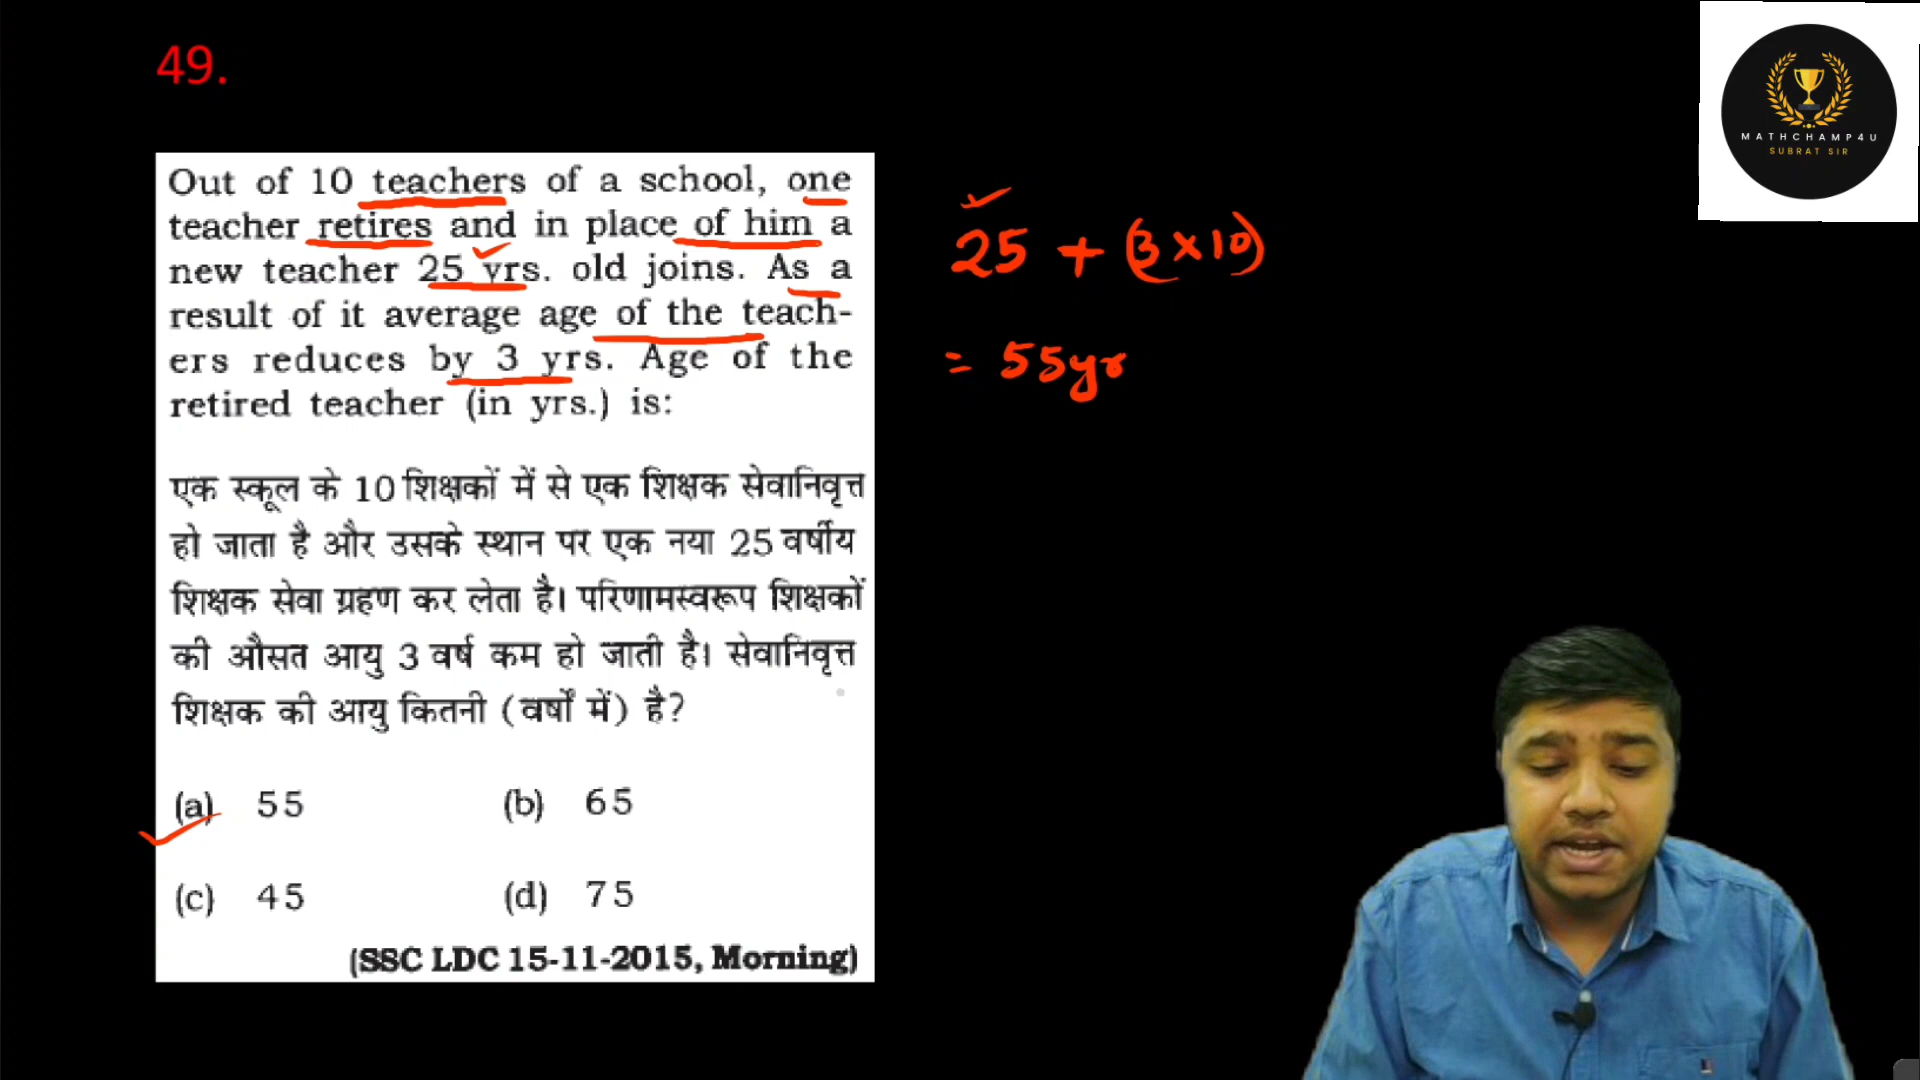 49.
MATHCHAMP4U
SUBRAT SIR
Out of 10 teachers of a school, one
teacher retires and in place of him a
new teacher 25 yrs. old joins. As a
result of it average age of the teach-
ers reduces by 3 yrs. Age of the
retired teacher (in yrs.) is:
एक स्कूल के 10 शिक्षकों में से एक शिक्षक सेवानिवृत्त
हो जाता है और उसके स्थान पर एक नया 25 वर्षीय
शिक्षक सेवा ग्रहण कर लेता है। परिणामस्वरूप शिक्षकों
की औसत आयु 3 वर्ष कम हो जाती है। सेवानिवृत्त
शिक्षक की आयु कितनी (वर्षों में) है?
(a) 55 (b) 65
(c) 45 (d) 75
(SSC LDC 15-11-2015, Morning)
25 + (3×10)
= 55yr